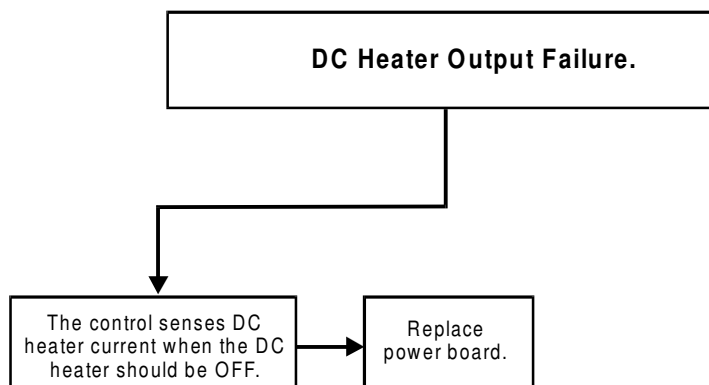 DC Heater Output Failure.
The control senses DC
heater current when the DC
heater should be OFF.
Replace
power board.